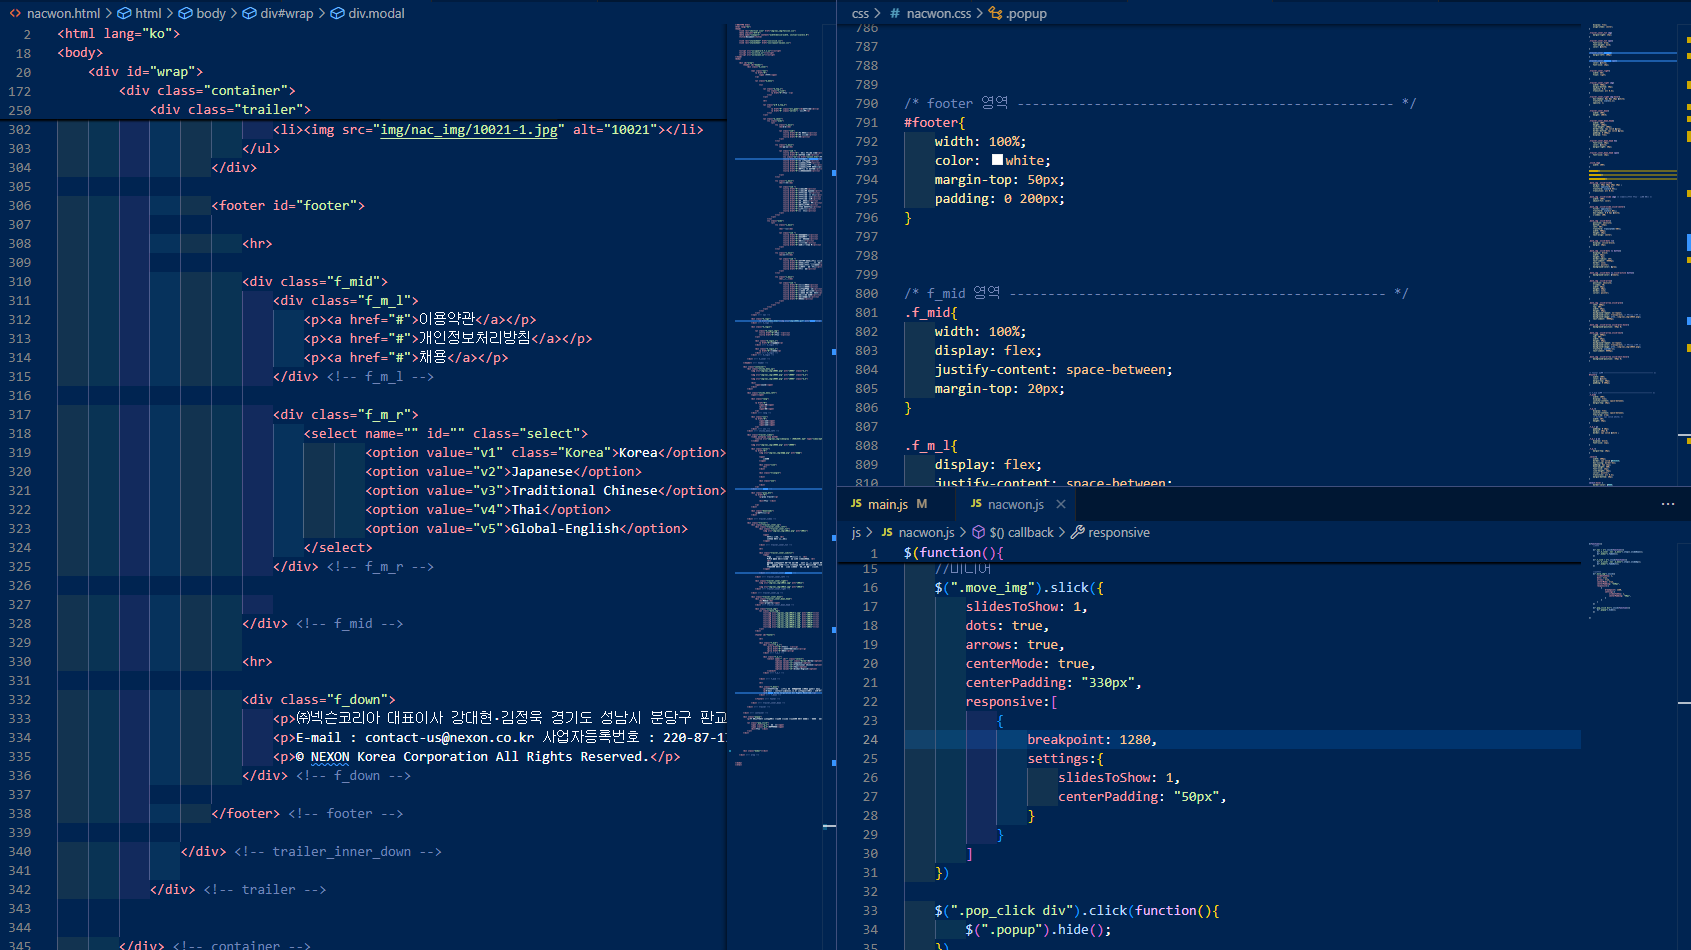 nacwon.html > html > body > div#wrap > div.modal
2 <html lang="ko">
18 <body>
20 <div id="wrap">
172 <div class="container">
250 <div class="trailer">
302 <li><img src="img/nac_img/10021-1.jpg" alt="10021"></li>
303 </ul>
304 </div>
305
306 <footer id="footer">
307
308 <hr>
309
310 <div class="f_mid">
311 <div class="f_m_l">
312 <p><a href="#">이용약관</a></p>
313 <p><a href="#">개인정보처리방침</a></p>
314 <p><a href="#">채용</a></p>
315 </div> <!-- f_m_l -->
316
317 <div class="f_m_r">
318 <select name="" id="" class="select">
319 <option value="v1" class="Korea">Korea</option>
320 <option value="v2">Japanese</option>
321 <option value="v3">Traditional Chinese</option>
322 <option value="v4">Thai</option>
323 <option value="v5">Global-English</option>
324 </select>
325 </div> <!-- f_m_r -->
326
327
328 </div> <!-- f_mid -->
329
330 <hr>
331
332 <div class="f_down">
333 <p>㈜넥슨코리아 대표이사 강대현·김정욱 경기도 성남시 분당구 판교
334 <p>E-mail : contact-us@nexon.co.kr 사업자등록번호 : 220-87-17
335 <p>© NEXON Korea Corporation All Rights Reserved.</p>
336 </div> <!-- f_down -->
337
338 </footer> <!-- footer -->
339
340 </div> <!-- trailer_inner_down -->
341
342 </div> <!-- trailer -->
343
344
345 </div> <!-- container -->
css > # nacwon.css > .popup
786
787
788
789
790 /* footer 영역 ------------------------------------------------- */
791 #footer{
792 width: 100%;
793 color: white;
794 margin-top: 50px;
795 padding: 0 200px;
796 }
797
798
799
800 /* f_mid 영역 ------------------------------------------------- */
801 .f_mid{
802 width: 100%;
803 display: flex;
804 justify-content: space-between;
805 margin-top: 20px;
806 }
807
808 .f_m_l{
809 display: flex;
810 justify-content: space-between;
JS main.js M JS nacwon.js × ···
js > JS nacwon.js > $() callback > responsive
1 $(function(){
15 //미디어
16 $(".move_img").slick({
17 slidesToShow: 1,
18 dots: true,
19 arrows: true,
20 centerMode: true,
21 centerPadding: "330px",
22 responsive:[
23 {
24 breakpoint: 1280,
25 settings:{
26 slidesToShow: 1,
27 centerPadding: "50px",
28 }
29 }
30 ]
31 })
32
33 $(".pop_click div").click(function(){
34 $(".popup").hide();
35 })